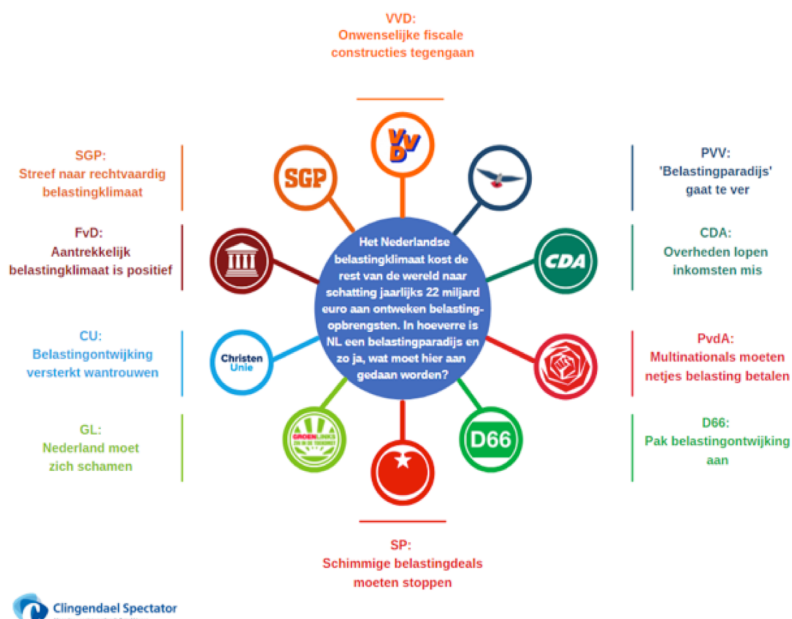 VVD:
Onwenselijke fiscale
constructies tegengaan
SGP:
Streef naar rechtvaardig
belastingklimaat
FvD:
Aantrekkelijk
belastingklimaat is positief
CU:
Belastingontwijking
versterkt wantrouwen
GL:
Nederland moet
zich schamen
VVD
SGP
CDA
Christen
Unie
GROENLINKS
D66
Het Nederlandse
belastingklimaat kost de
rest van de wereld naar
schatting jaarlijks 22 miljard
euro aan ontweken belasting-
opbrengsten. In hoeverre is
NL een belastingparadijs en
zo ja, wat moet hier aan
gedaan worden?
PVV:
'Belastingparadijs'
gaat te ver
CDA:
Overheden lopen
inkomsten mis
PvdA:
Multinationals moeten
netjes belasting betalen
D66:
Pak belastingontwijking
aan
SP:
Schimmige belastingdeals
moeten stoppen
Clingendael Spectator